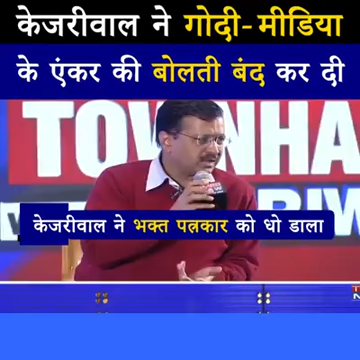 केजरीवाल ने गोदी-मीडिया
के एंकर की बोलती बंद कर दी
TOWNHA
केजरीवाल ने भक्त पत्रकार को धो डाला